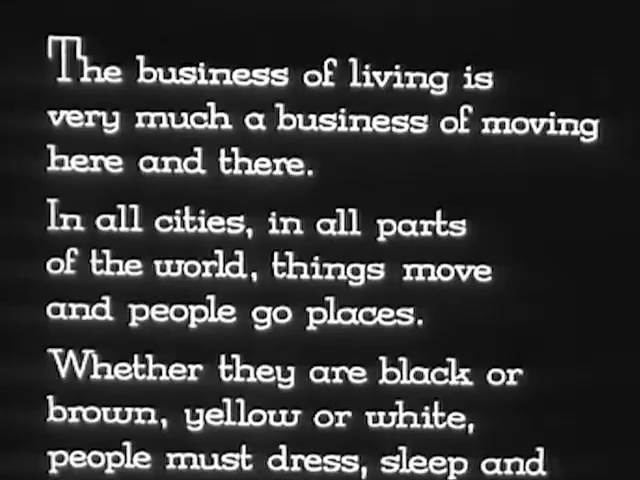 The business of living is
very much a business of moving
here and there.
In all cities, in all parts
of the world, things move
and people go places.
Whether they are black or
brown, yellow or white,
people must dress, sleep and